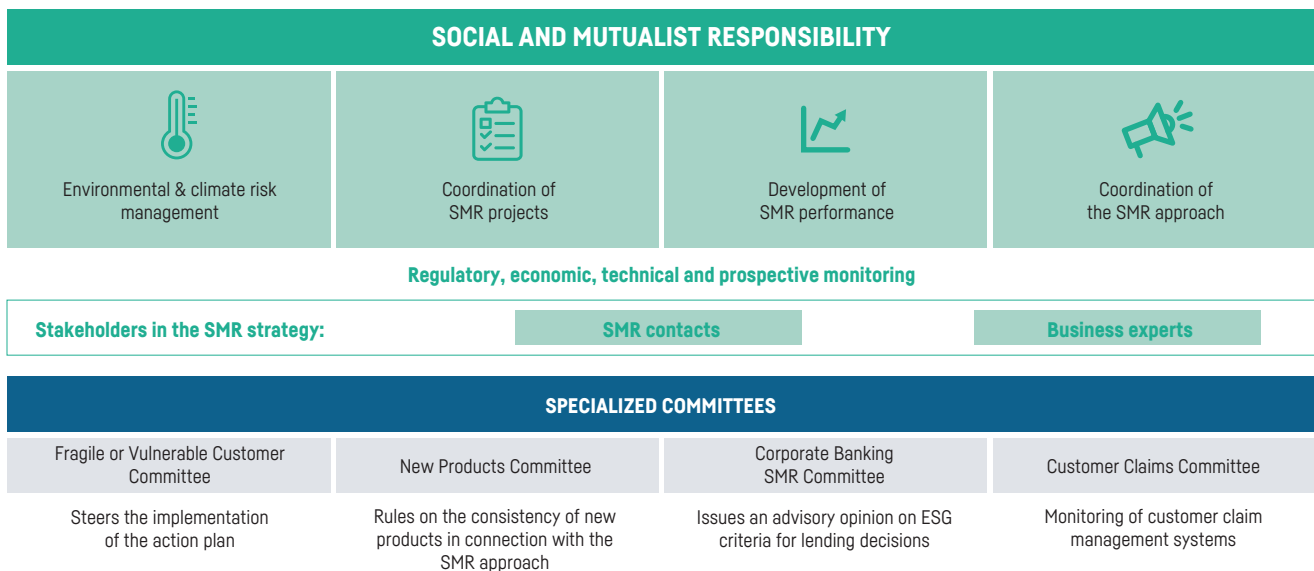 SOCIAL AND MUTUALIST RESPONSIBILITY
Environmental & climate risk
management
Coordination of
SMR projects
Development of
SMR performance
Coordination of
the SMR approach
Regulatory, economic, technical and prospective monitoring
Stakeholders in the SMR strategy:
SMR contacts
Business experts
SPECIALIZED COMMITTEES
Fragile or Vulnerable Customer
Committee
New Products Committee
Corporate Banking
SMR Committee
Customer Claims Committee
Steers the implementation
of the action plan
Rules on the consistency of new
products in connection with the
SMR approach
Issues an advisory opinion on ESG
criteria for lending decisions
Monitoring of customer claim
management systems